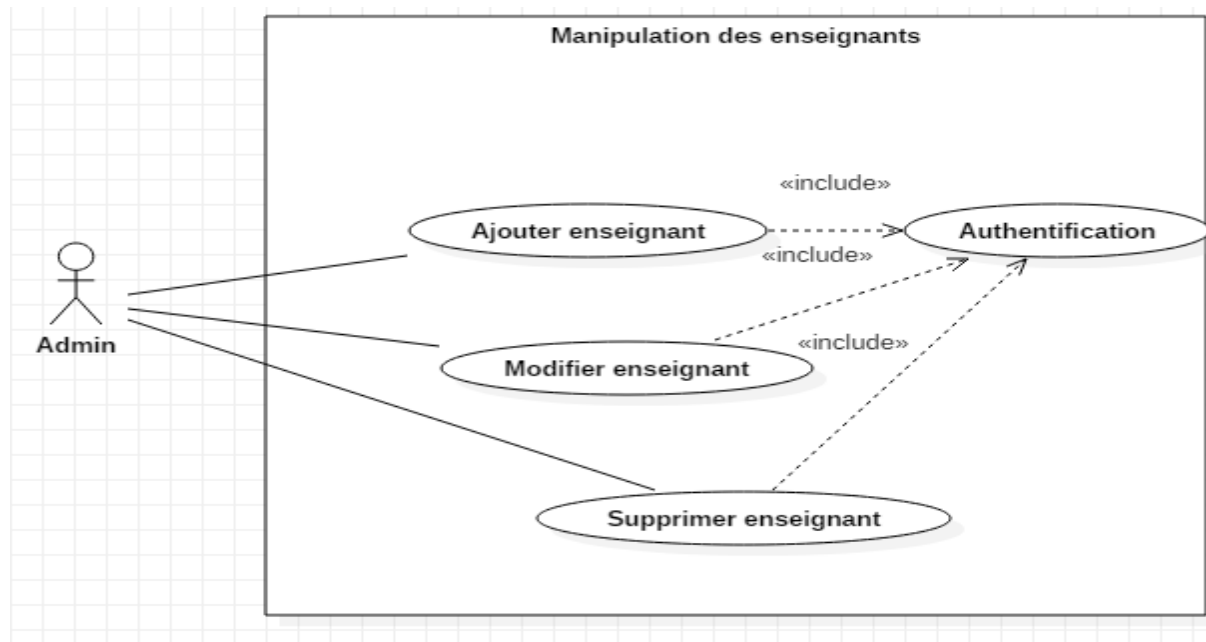 Manipulation des enseignants
«include»
Ajouter enseignant
Authentification
«include»
Admin
«include»
Modifier enseignant
Supprimer enseignant